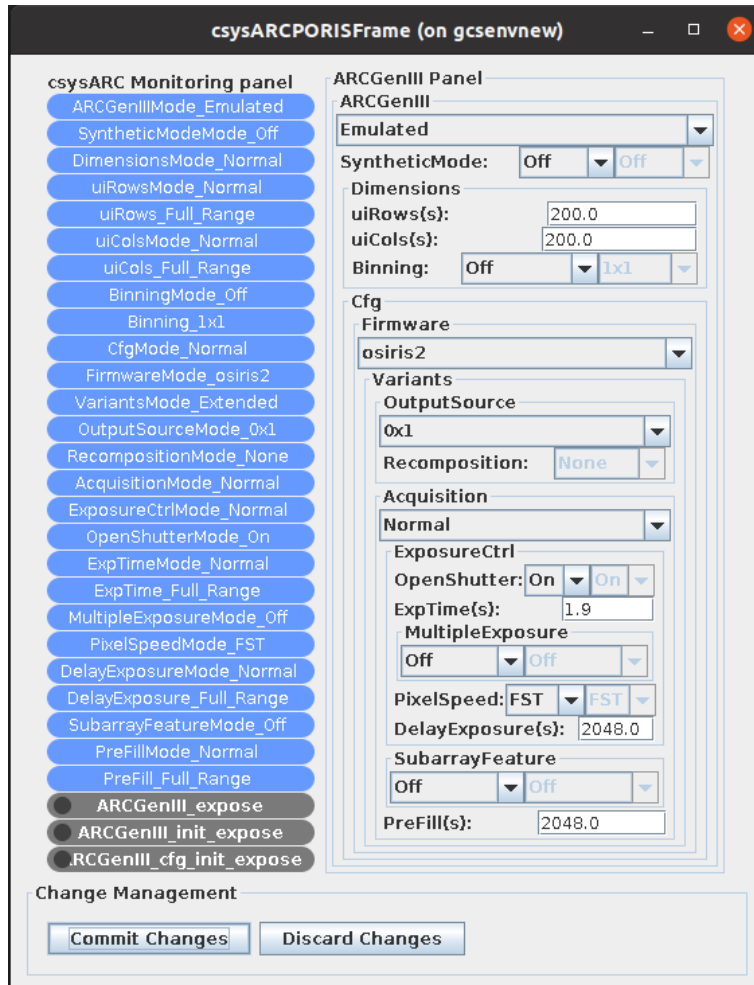 csysARCPORISFrame (on gcsenvnew)
csysARC Monitoring panel
ARCGenIIIMode_Emulated
SyntheticModeMode_Off
DimensionsMode_Normal
uiRowsMode_Normal
uiRows_Full_Range
uiColsMode_Normal
uiCols_Full_Range
BinningMode_Off
Binning_1x1
CfgMode_Normal
FirmwareMode_osiris2
VariantsMode_Extended
OutputSourceMode_0x1
RecompositionMode_None
AcquisitionMode_Normal
ExposureCtrlMode_Normal
OpenShutterMode_On
ExpTimeMode_Normal
ExpTime_Full_Range
MultipleExposureMode_Off
PixelSpeedMode_FST
DelayExposureMode_Normal
DelayExposure_Full_Range
SubarrayFeatureMode_Off
PreFillMode_Normal
PreFill_Full_Range
ARCGenIII_expose
ARCGenIII_init_expose
RCGenIII_cfg_init_expose
ARCGenIII Panel
ARCGenIII
Emulated
SyntheticMode: Off Off
Dimensions
uiRows{s}: 200.0
uiCols{s}: 200.0
Binning: Off 1x1
Cfg
Firmware
osiris2
Variants
OutputSource
0x1
Recomposition: None
Acquisition
Normal
ExposureCtrl
OpenShutter: On On
ExpTime{s}: 1.9
MultipleExposure
Off Off
PixelSpeed: FST FST
DelayExposure{s}: 2048.0
SubarrayFeature
Off Off
PreFill{s}: 2048.0
Change Management
Commit Changes Discard Changes